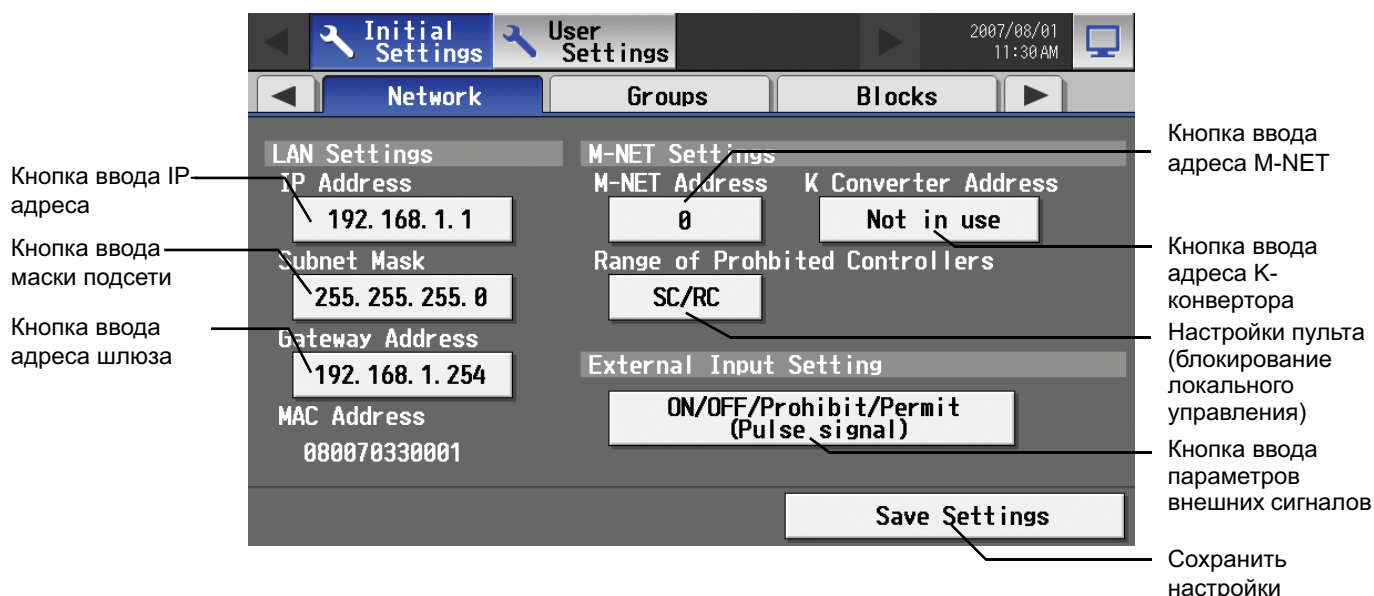 Initial Settings
User Settings
2007/08/01
11:30 AM
Network
Groups
Blocks
LAN Settings
IP Address
192.168.1.1
Subnet Mask
255.255.255.0
Gateway Address
192.168.1.254
MAC Address
080070330001
M-NET Settings
M-NET Address
0
K Converter Address
Not in use
Range of Prohbited Controllers
SC/RC
External Input Setting
ON/OFF/Prohibit/Permit
(Pulse signal)
Save Settings
Кнопка ввода IP
адреса
Кнопка ввода
маски подсети
Кнопка ввода
адреса шлюза
Кнопка ввода
адреса M-NET
Кнопка ввода
адреса K-
конвертора
Настройки пульта
(блокирование
локального
управления)
Кнопка ввода
параметров
внешних сигналов
Сохранить
настройки